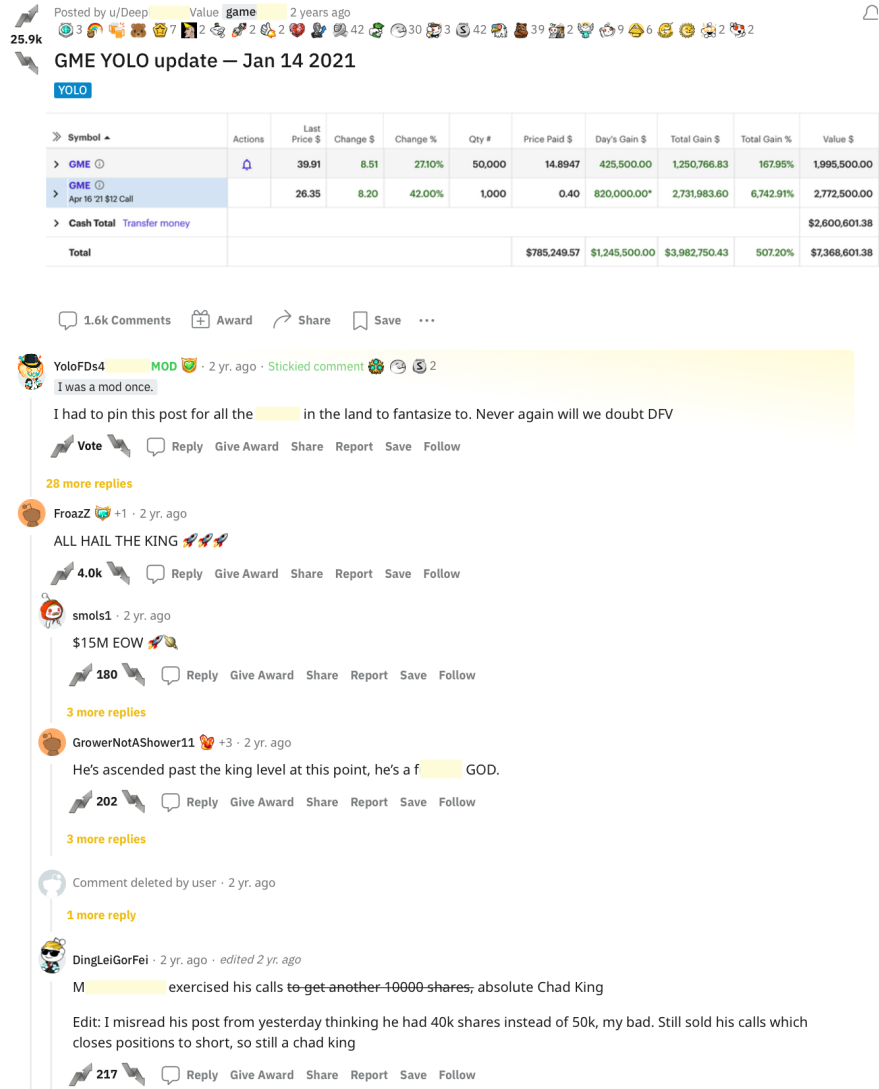 Posted by u/Deep Value game 2 years ago
3 7 2 2 2 42 30 3 42 39 2 9 6 2 2
25.9k
GME YOLO update — Jan 14 2021
YOLO
Symbol Actions Last Price $ Change $ Change % Qty # Price Paid $ Day's Gain $ Total Gain $ Total Gain % Value $
GME 39.91 8.51 27.10% 50,000 14.8947 425,500.00 1,250,766.83 167.95% 1,995,500.00
GME Apr 16 '21 $12 Call 26.35 8.20 42.00% 1,000 0.40 820,000.00* 2,731,983.60 6,742.91% 2,772,500.00
Cash Total Transfer money $2,600,601.38
Total $785,249.57 $1,245,500.00 $3,982,750.43 507.20% $7,368,601.38
1.6k Comments Award Share Save ...
YoloFDs4 MOD · 2 yr. ago · Stickied comment 2
I was a mod once.
I had to pin this post for all the in the land to fantasize to. Never again will we doubt DFV
Vote Reply Give Award Share Report Save Follow
28 more replies
FroazZ +1 · 2 yr. ago
ALL HAIL THE KING 🚀🚀🚀
4.0k Reply Give Award Share Report Save Follow
smols1 · 2 yr. ago
$15M EOW 🚀🪐
180 Reply Give Award Share Report Save Follow
3 more replies
GrowerNotAShower11 +3 · 2 yr. ago
He's ascended past the king level at this point, he's a f GOD.
202 Reply Give Award Share Report Save Follow
3 more replies
Comment deleted by user · 2 yr. ago
1 more reply
DingLeiGorFei · 2 yr. ago · edited 2 yr. ago
M exercised his calls to get another 10000 shares, absolute Chad King
Edit: I misread his post from yesterday thinking he had 40k shares instead of 50k, my bad. Still sold his calls which
closes positions to short, so still a chad king
217 Reply Give Award Share Report Save Follow